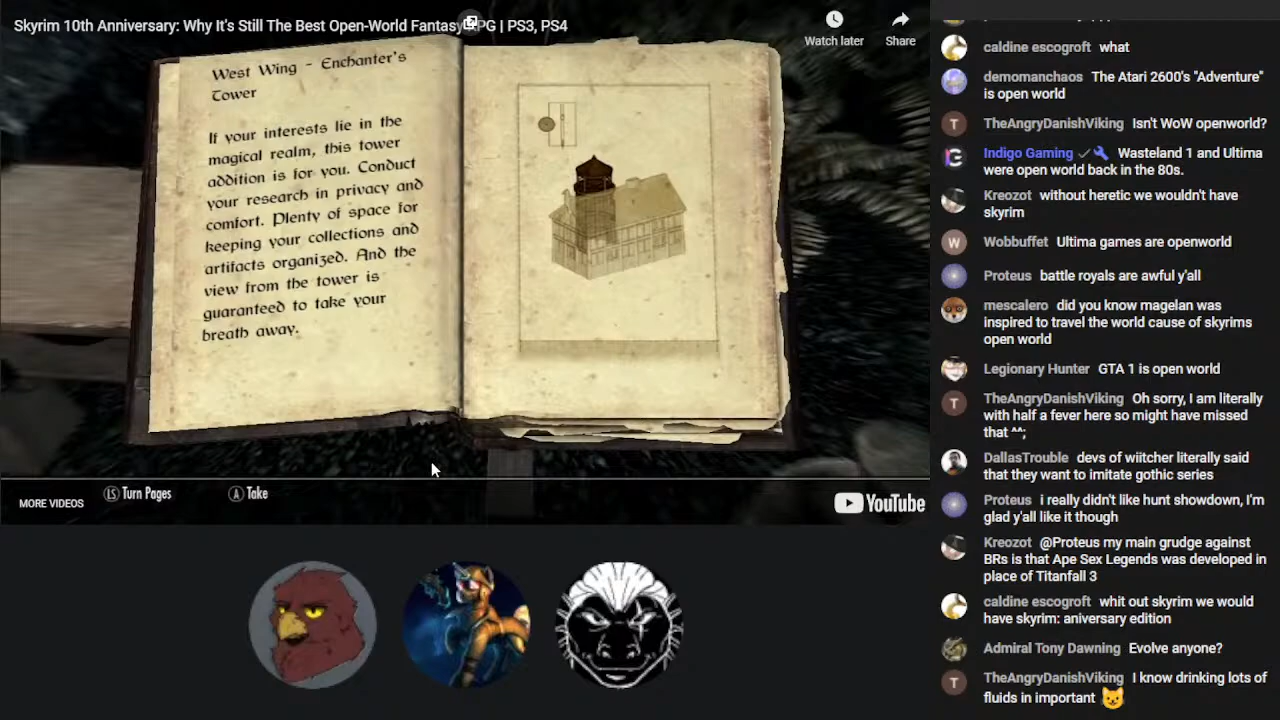 Skyrim 10th Anniversary: Why It's Still The Best Open-World Fantasy RPG | PS3, PS4
Watch later
Share
West Wing - Enchanter's
Tower
If your interests lie in the
magical realm, this tower
addition is for you. Conduct
your research in privacy and
comfort. Plenty of space for
keeping your collections and
artifacts organized. And the
view from the tower is
guaranteed to take your
breath away.
LS Turn Pages
A Take
MORE VIDEOS
YouTube
caldine escogroft what
demomanchaos The Atari 2600's "Adventure"
is open world
T TheAngryDanishViking Isn't WoW openworld?
Indigo Gaming Wasteland 1 and Ultima
were open world back in the 80s.
Kreozot without heretic we wouldn't have
skyrim
W Wobbuffet Ultima games are openworld
Proteus battle royals are awful y'all
mescalero did you know magelan was
inspired to travel the world cause of skyrims
open world
Legionary Hunter GTA 1 is open world
T TheAngryDanishViking Oh sorry, I am literally
with half a fever here so might have missed
that ^^;
DallasTrouble devs of wiitcher literally said
that they want to imitate gothic series
Proteus i really didn't like hunt showdown, I'm
glad y'all like it though
Kreozot @Proteus my main grudge against
BRs is that Ape Sex Legends was developed in
place of Titanfall 3
caldine escogroft whit out skyrim we would
have skyrim: aniversary edition
Admiral Tony Dawning Evolve anyone?
T TheAngryDanishViking I know drinking lots of
fluids in important